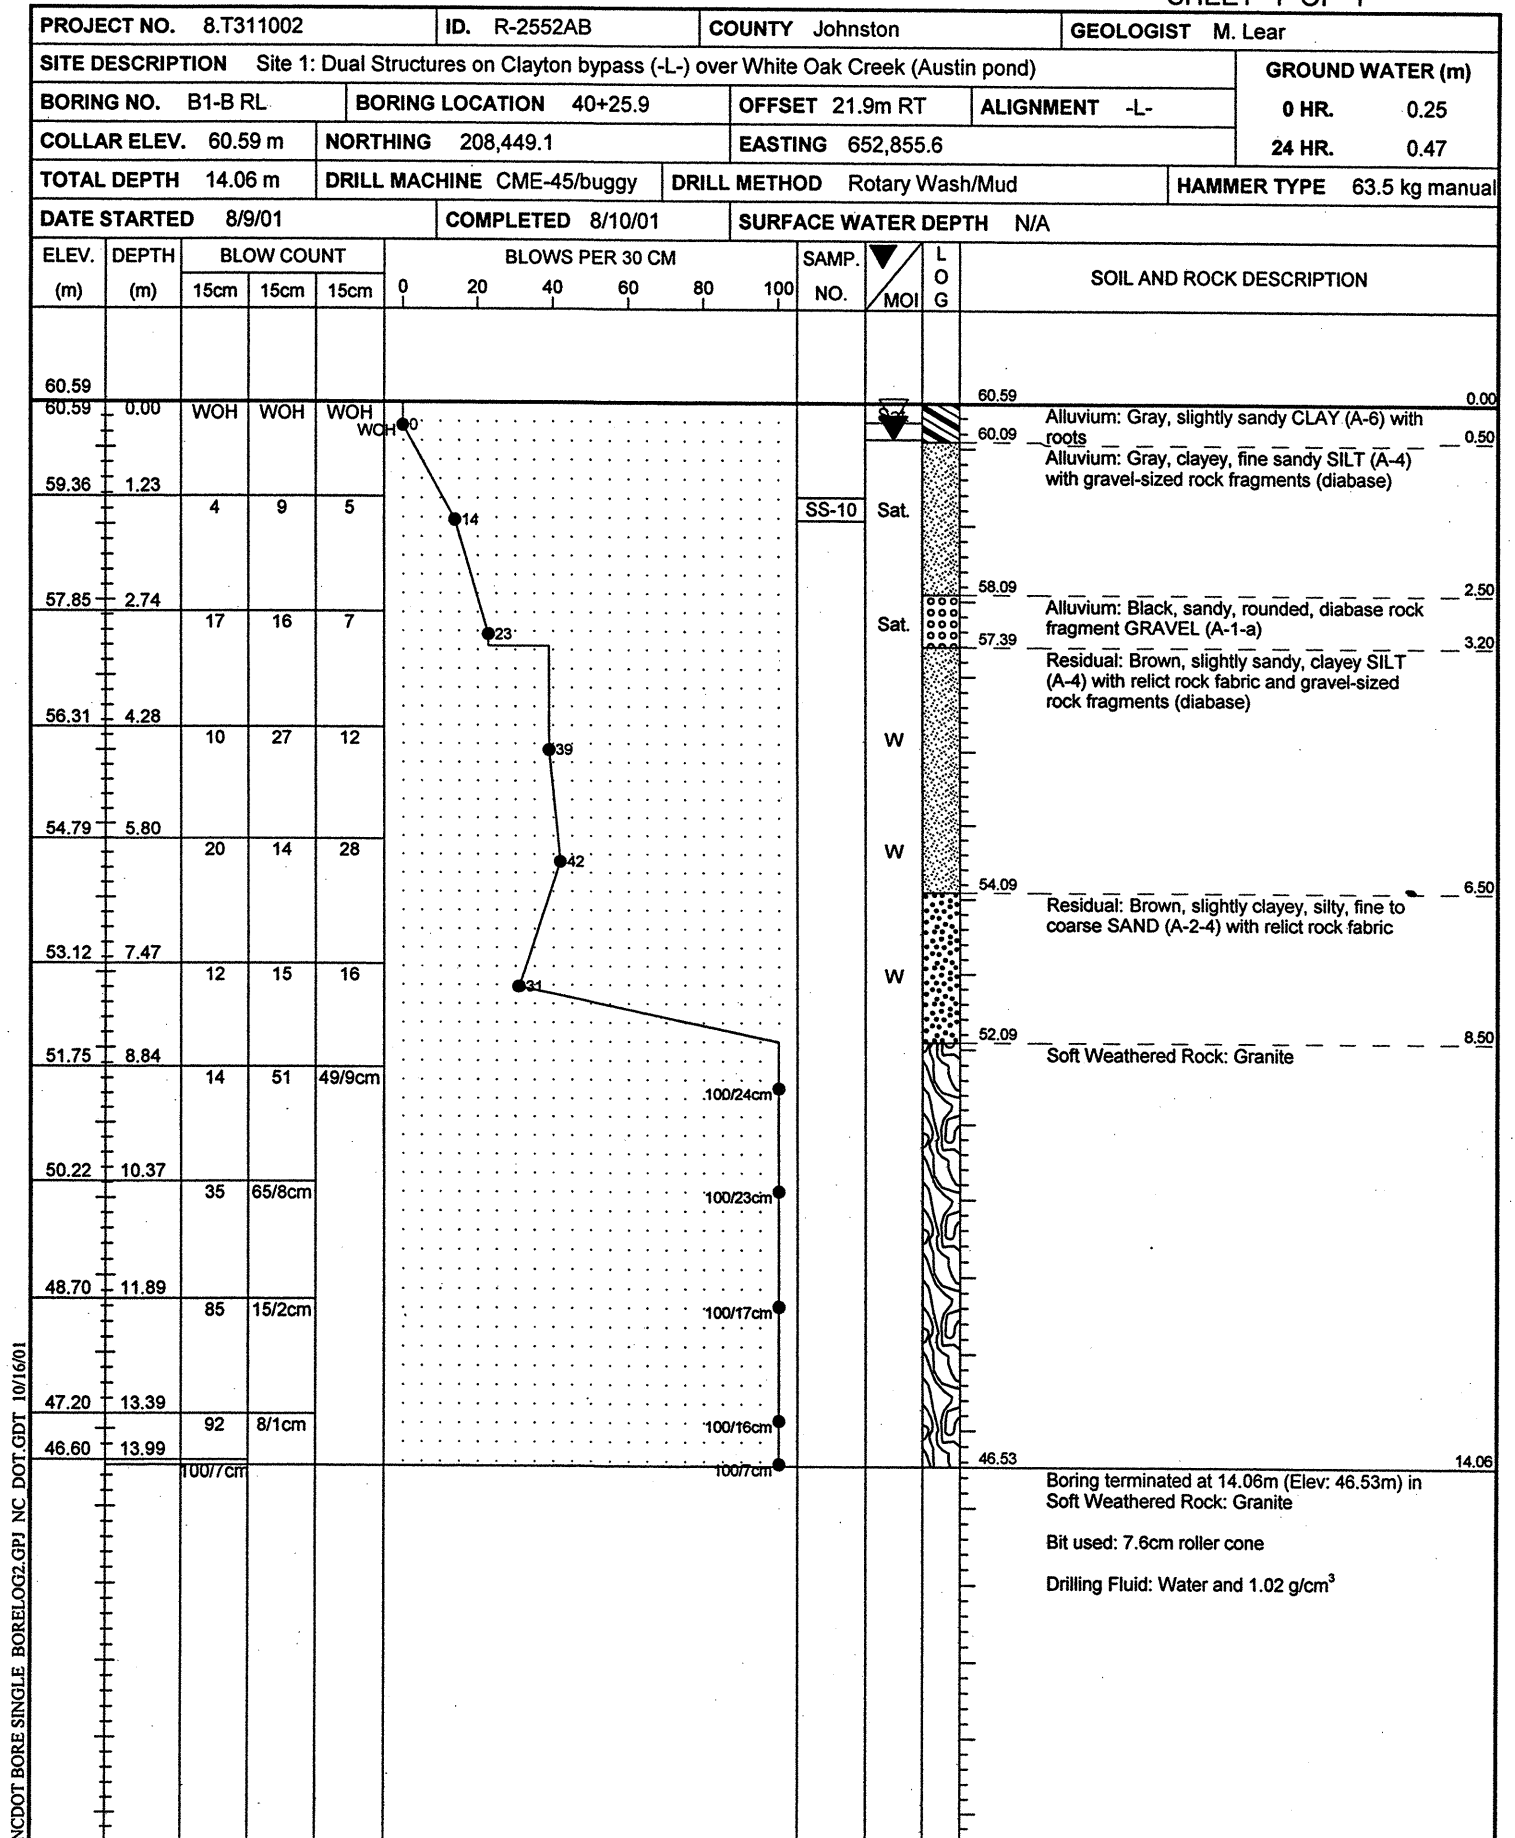 SHEET 1 OF 1
PROJECT NO. 8.T311002 ID. R-2552AB COUNTY Johnston GEOLOGIST M. Lear
SITE DESCRIPTION Site 1: Dual Structures on Clayton bypass (-L-) over White Oak Creek (Austin pond) GROUND WATER (m)
BORING NO. B1-B RL BORING LOCATION 40+25.9 OFFSET 21.9m RT ALIGNMENT -L- 0 HR. 0.25
COLLAR ELEV. 60.59 m NORTHING 208,449.1 EASTING 652,855.6 24 HR. 0.47
TOTAL DEPTH 14.06 m DRILL MACHINE CME-45/buggy DRILL METHOD Rotary Wash/Mud HAMMER TYPE 63.5 kg manual
DATE STARTED 8/9/01 COMPLETED 8/10/01 SURFACE WATER DEPTH N/A
ELEV. DEPTH BLOW COUNT BLOWS PER 30 CM SAMP. LOG SOIL AND ROCK DESCRIPTION
(m) (m) 15cm 15cm 15cm 0 20 40 60 80 100 NO. MOI
60.59
60.59 0.00
60.59 0.00 WOH WOH WOH
WOH 0
Alluvium: Gray, slightly sandy CLAY (A-6) with
60.09 roots 0.50
Alluvium: Gray, clayey, fine sandy SILT (A-4)
with gravel-sized rock fragments (diabase)
59.36 1.23
4 9 5 14 SS-10 Sat.
58.09 2.50
57.85 2.74
Alluvium: Black, sandy, rounded, diabase rock
17 16 7 23 Sat. fragment GRAVEL (A-1-a)
57.39 3.20
Residual: Brown, slightly sandy, clayey SILT
(A-4) with relict rock fabric and gravel-sized
rock fragments (diabase)
56.31 4.28
10 27 12 39 W
54.79 5.80
20 14 28 42 W
54.09 6.50
Residual: Brown, slightly clayey, silty, fine to
coarse SAND (A-2-4) with relict rock fabric
53.12 7.47
12 15 16 31 W
52.09 8.50
51.75 8.84 Soft Weathered Rock: Granite
14 51 49/9cm 100/24cm
50.22 10.37
35 65/8cm 100/23cm
48.70 11.89
85 15/2cm 100/17cm
47.20 13.39
92 8/1cm 100/16cm
46.60 13.99
46.53 14.06
100/7cm 100/7cm
Boring terminated at 14.06m (Elev: 46.53m) in
Soft Weathered Rock: Granite
Bit used: 7.6cm roller cone
Drilling Fluid: Water and 1.02 g/cm³
NCDOT BORE SINGLE BORELOG2.GPJ NC_DOT.GDT 10/16/01